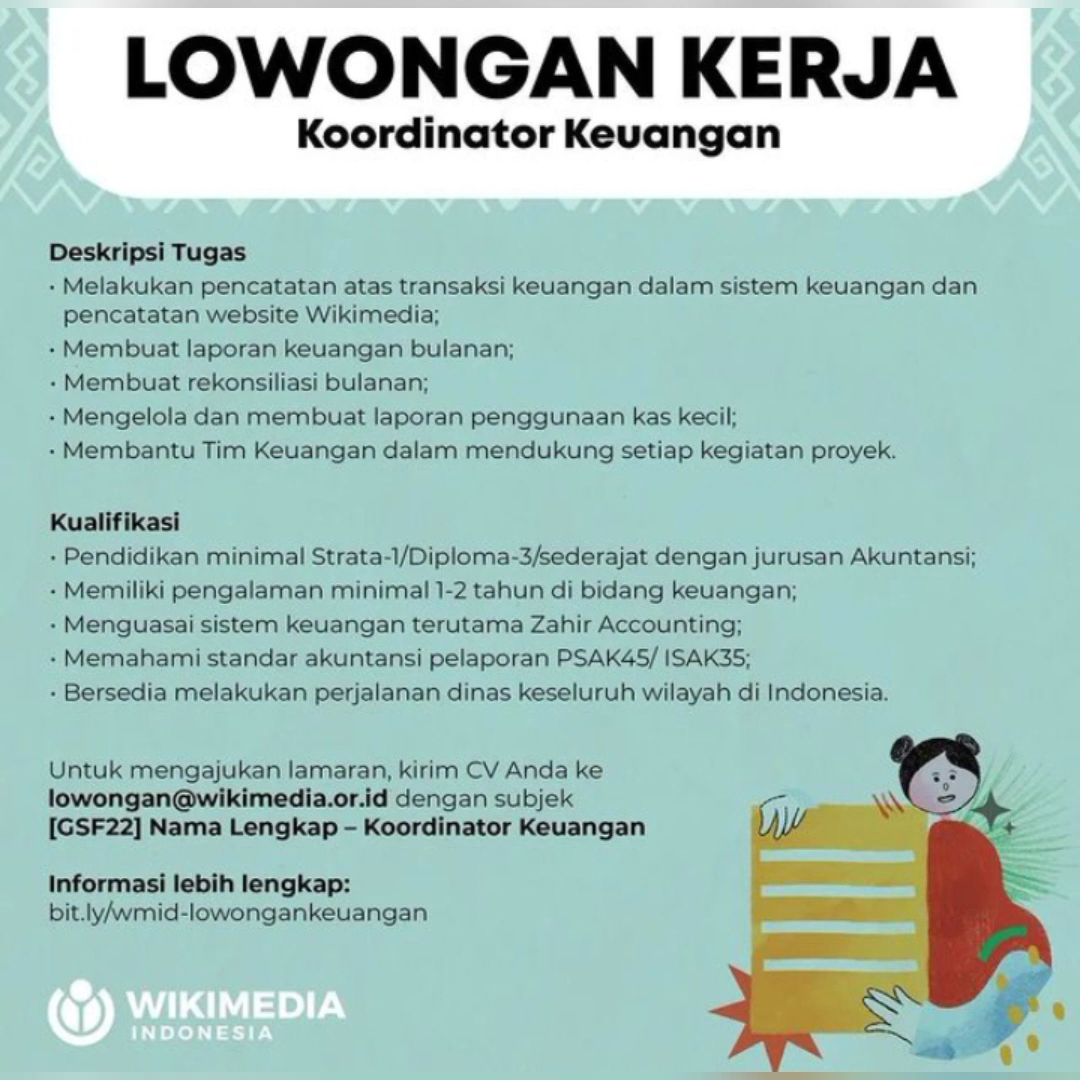 LOWONGAN KERJA
Koordinator Keuangan
Deskripsi Tugas
• Melakukan pencatatan atas transaksi keuangan dalam sistem keuangan dan
pencatatan website Wikimedia;
• Membuat laporan keuangan bulanan;
• Membuat rekonsiliasi bulanan;
• Mengelola dan membuat laporan penggunaan kas kecil;
• Membantu Tim Keuangan dalam mendukung setiap kegiatan proyek.
Kualifikasi
• Pendidikan minimal Strata-1/Diploma-3/sederajat dengan jurusan Akuntansi;
• Memiliki pengalaman minimal 1-2 tahun di bidang keuangan;
• Menguasai sistem keuangan terutama Zahir Accounting;
• Memahami standar akuntansi pelaporan PSAK45/ ISAK35;
• Bersedia melakukan perjalanan dinas keseluruh wilayah di Indonesia.
Untuk mengajukan lamaran, kirim CV Anda ke
lowongan@wikimedia.or.id dengan subjek
[GSF22] Nama Lengkap – Koordinator Keuangan
Informasi lebih lengkap:
bit.ly/wmid-lowongankeuangan
WIKIMEDIA
INDONESIA